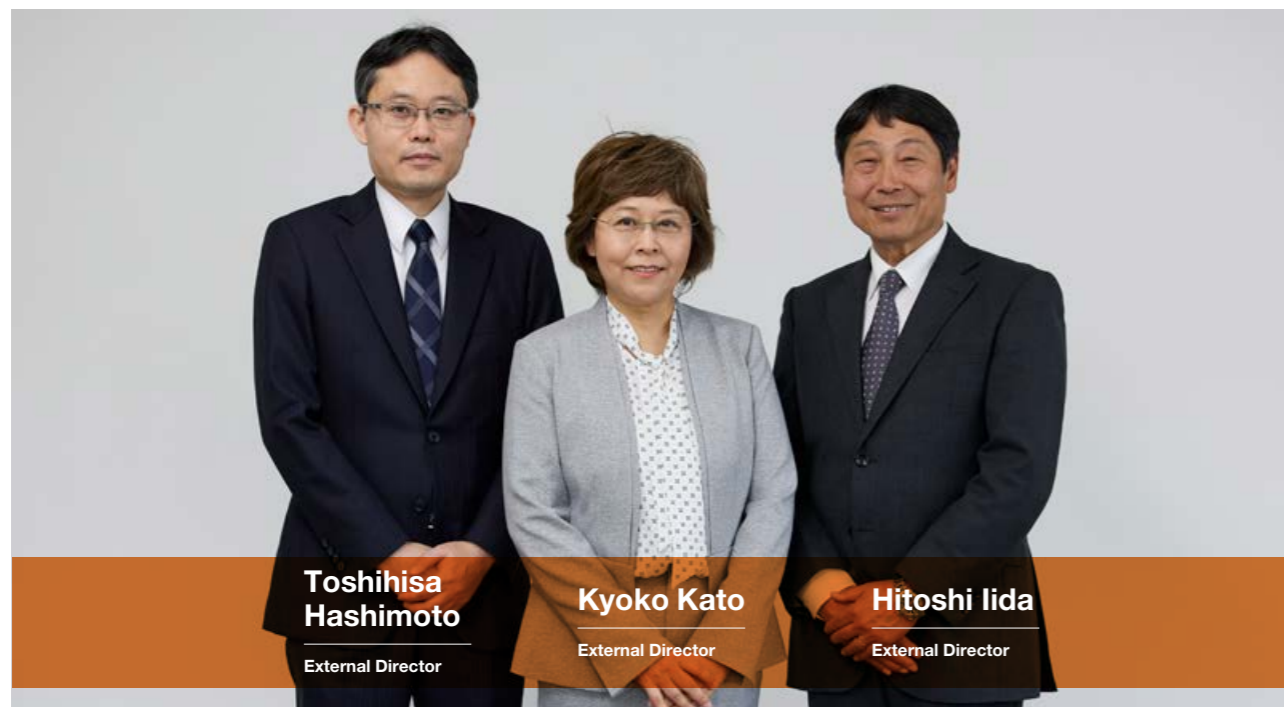 Toshihisa
Hashimoto
External Director
Kyoko Kato
External Director
Hitoshi Iida
External Director